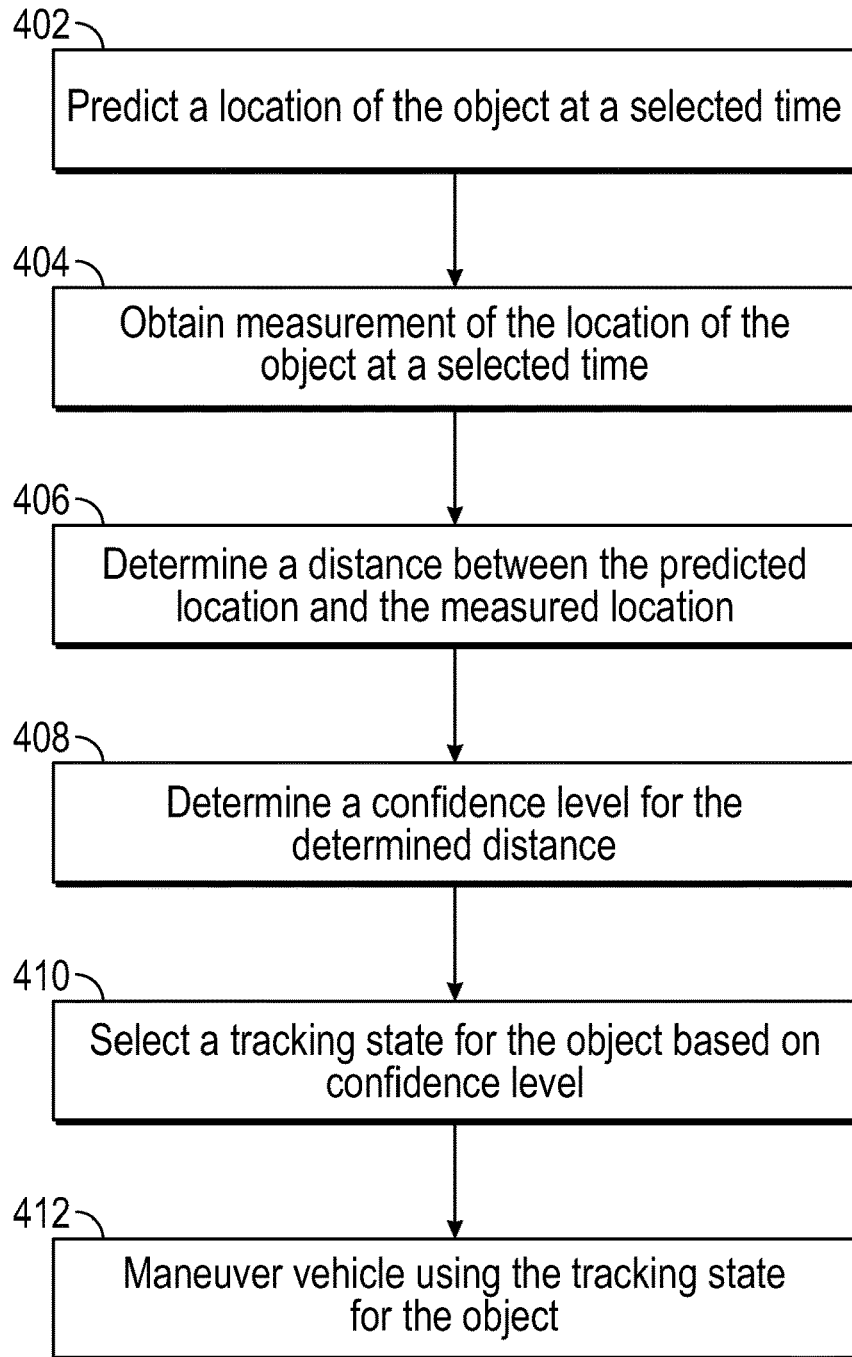 402
Predict a location of the object at a selected time
404
Obtain measurement of the location of the
object at a selected time
406
Determine a distance between the predicted
location and the measured location
408
Determine a confidence level for the
determined distance
410
Select a tracking state for the object based on
confidence level
412
Maneuver vehicle using the tracking state
for the object